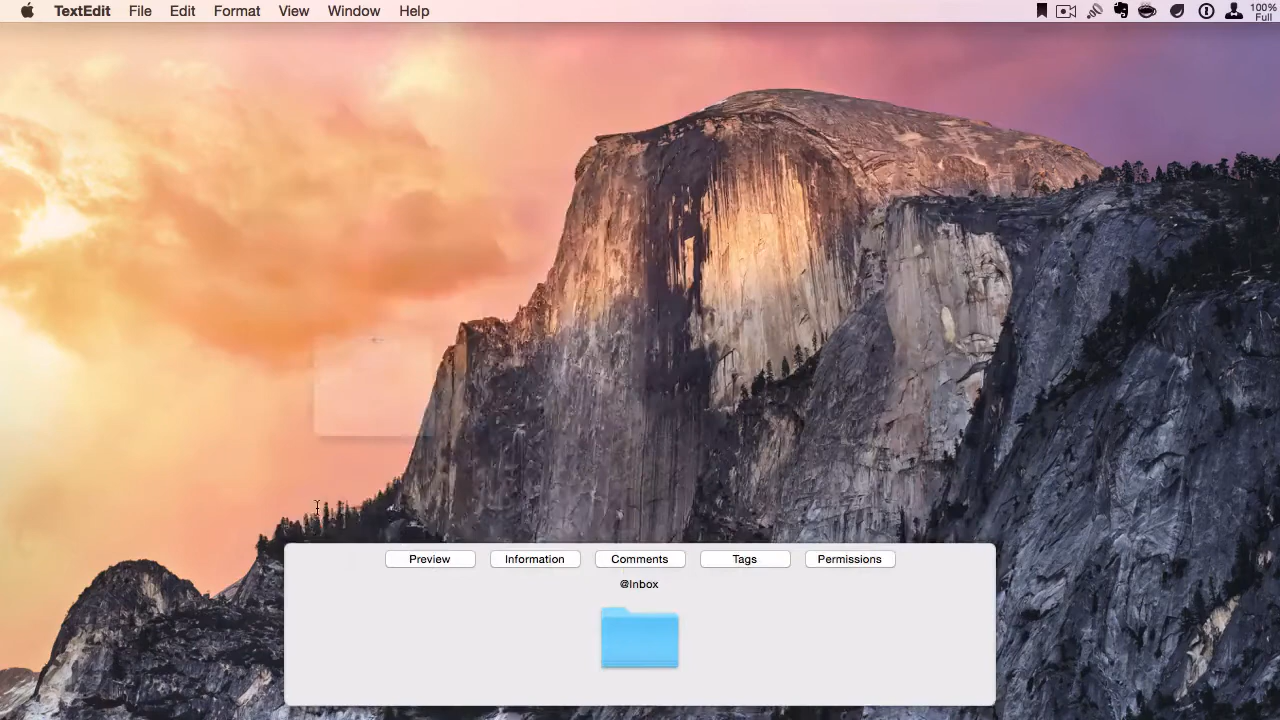 TextEdit File Edit Format View Window Help 100%
Full
Preview Information Comments Tags Permissions
@Inbox